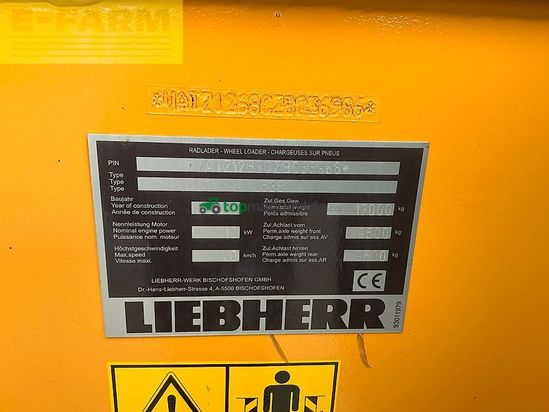 E-FARM
RADLADER - WHEEL LOADER - CHARGEUSES SUR PNEUS
PIN
Type
Type
Type
Baujahr
Year of construction
Année de construction
Zul.Ges.Gew.
Perm.total weight
Poids admissible
17000 kg
Nennleistung Motor
Nominal engine power
Puissance nom. moteur
kW
Zul.Achslast vorn
Perm.axle weight front
Charge admis.sur ess.AV
kg
Höchstgeschwindigkeit
Max.speed
Vitesse maxi.
km/h
Zul.Achslast hinten
Perm.axle weight rear
Charge admis.sur ess.AR
kg
LIEBHERR-WERK BISCHOFSHOFEN GMBH
Dr.-Hans-Liebherr-Strasse 4, A-5500 BISCHOFSHOFEN
CE
LIEBHERR
93011979